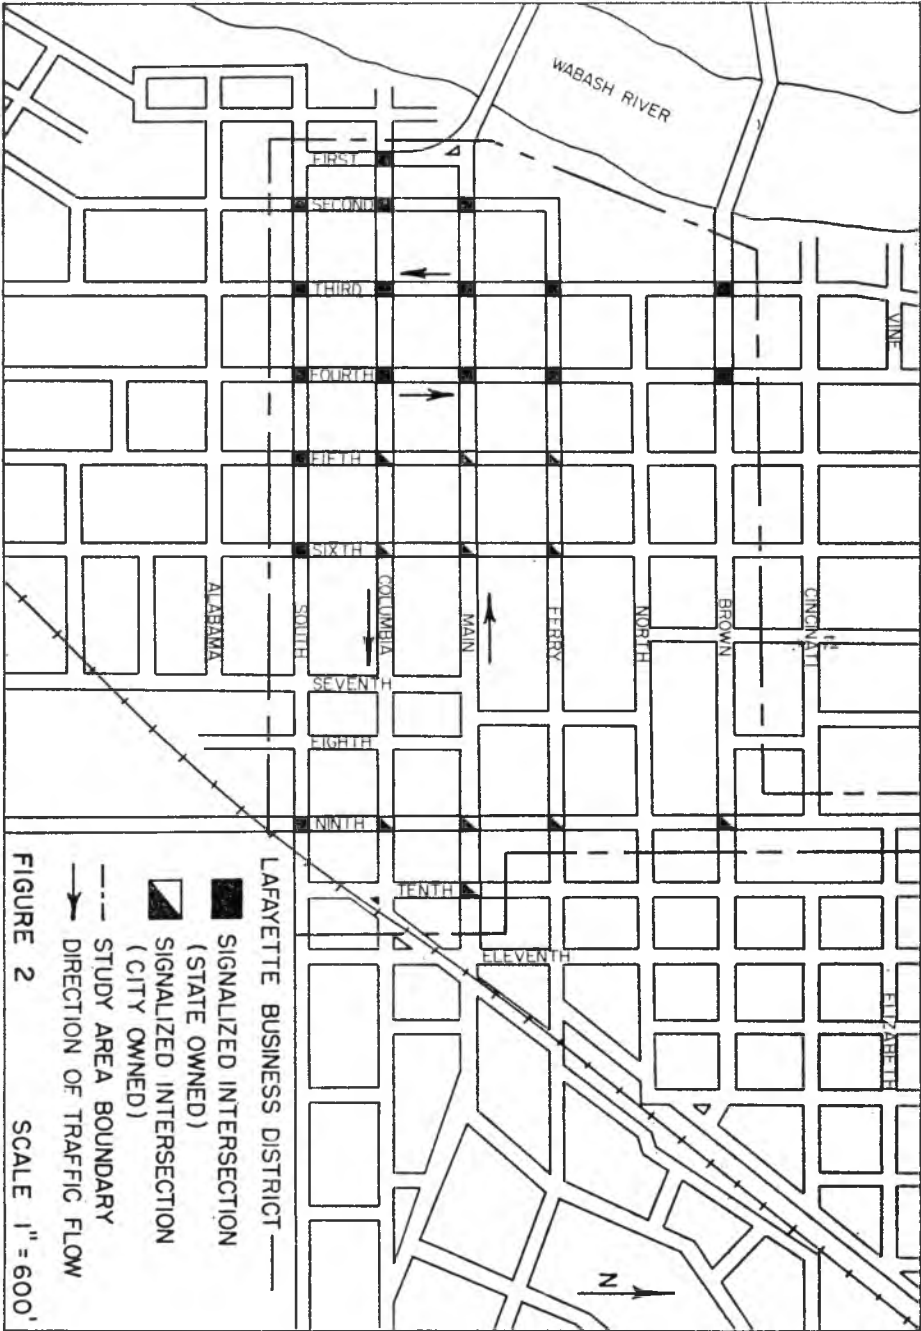 WABASH RIVER
FIRST
SECOND
THIRD
FOURTH
FIFTH
SIXTH
SEVENTH
EIGHTH
NINTH
TENTH
ELEVENTH
ALABAMA
SOUTH
COLUMBIA
MAIN
FERRY
NORTH
BROWN
CINCINATI
VINE
ELIZABETH
N
LAFAYETTE BUSINESS DISTRICT
SIGNALIZED INTERSECTION
(STATE OWNED)
SIGNALIZED INTERSECTION
(CITY OWNED)
STUDY AREA BOUNDARY
DIRECTION OF TRAFFIC FLOW
FIGURE 2 SCALE 1" = 600'